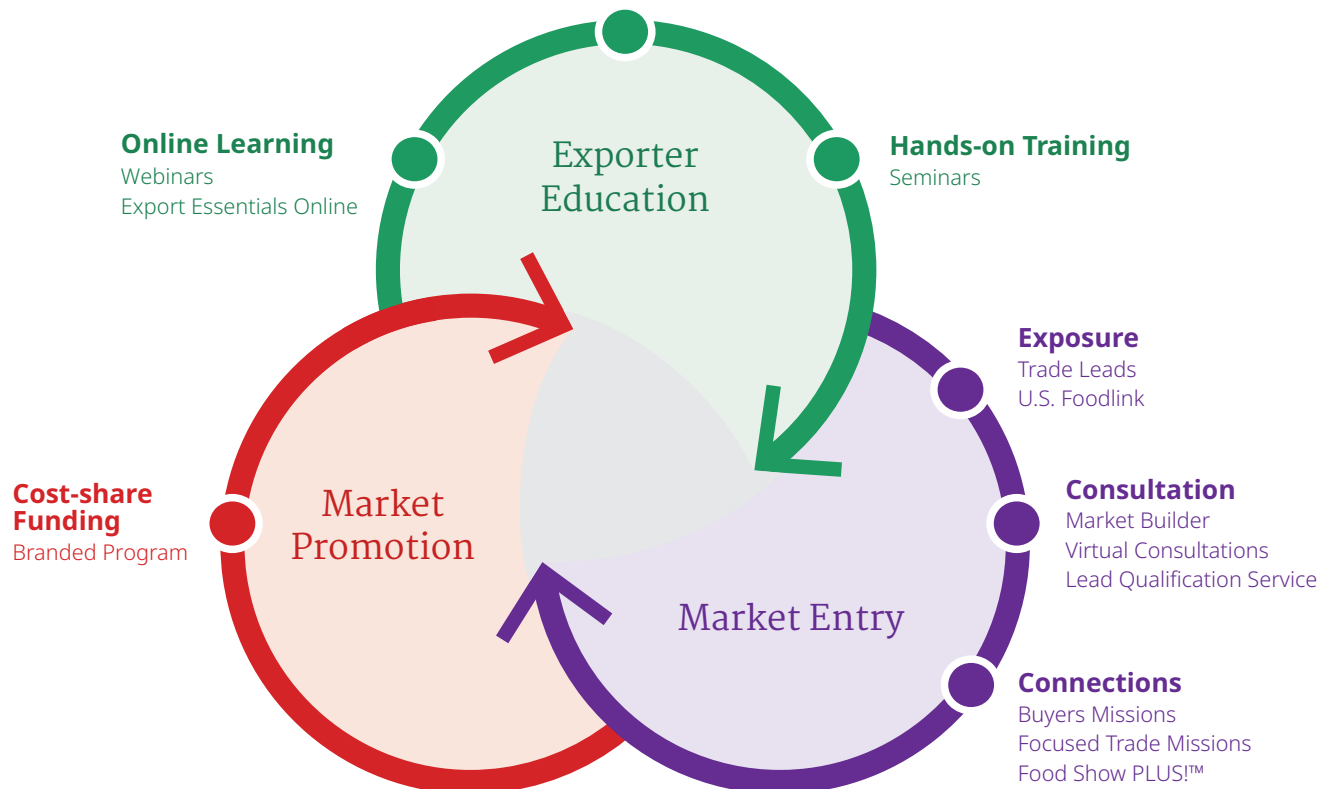 Online Learning
Webinars
Export Essentials Online
Exporter
Education
Hands-on Training
Seminars
Exposure
Trade Leads
U.S. Foodlink
Cost-share
Funding
Branded Program
Market
Promotion
Consultation
Market Builder
Virtual Consultations
Lead Qualification Service
Market Entry
Connections
Buyers Missions
Focused Trade Missions
Food Show PLUS!™